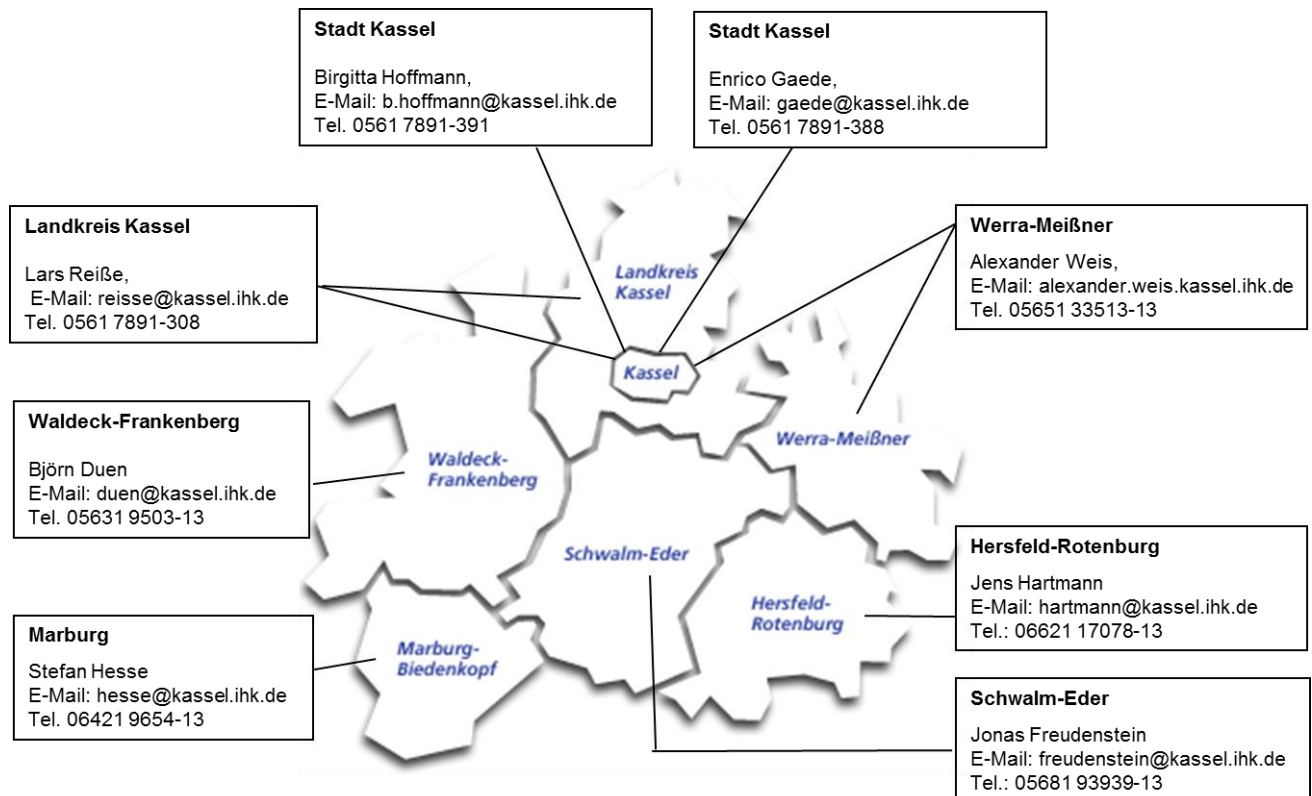 Stadt Kassel
Birgitta Hoffmann,
E-Mail: b.hoffmann@kassel.ihk.de
Tel. 0561 7891-391
Stadt Kassel
Enrico Gaede,
E-Mail: gaede@kassel.ihk.de
Tel. 0561 7891-388
Landkreis Kassel
Lars Reiße,
E-Mail: reisse@kassel.ihk.de
Tel. 0561 7891-308
Werra-Meißner
Alexander Weis,
E-Mail: alexander.weis.kassel.ihk.de
Tel. 05651 33513-13
Waldeck-Frankenberg
Björn Duen
E-Mail: duen@kassel.ihk.de
Tel. 05631 9503-13
Marburg
Stefan Hesse
E-Mail: hesse@kassel.ihk.de
Tel. 06421 9654-13
Hersfeld-Rotenburg
Jens Hartmann
E-Mail: hartmann@kassel.ihk.de
Tel.: 06621 17078-13
Schwalm-Eder
Jonas Freudenstein
E-Mail: freudenstein@kassel.ihk.de
Tel.: 05681 93939-13
Landkreis
Kassel
Kassel
Werra-Meißner
Waldeck-
Frankenberg
Schwalm-Eder
Hersfeld-
Rotenburg
Marburg-
Biedenkopf